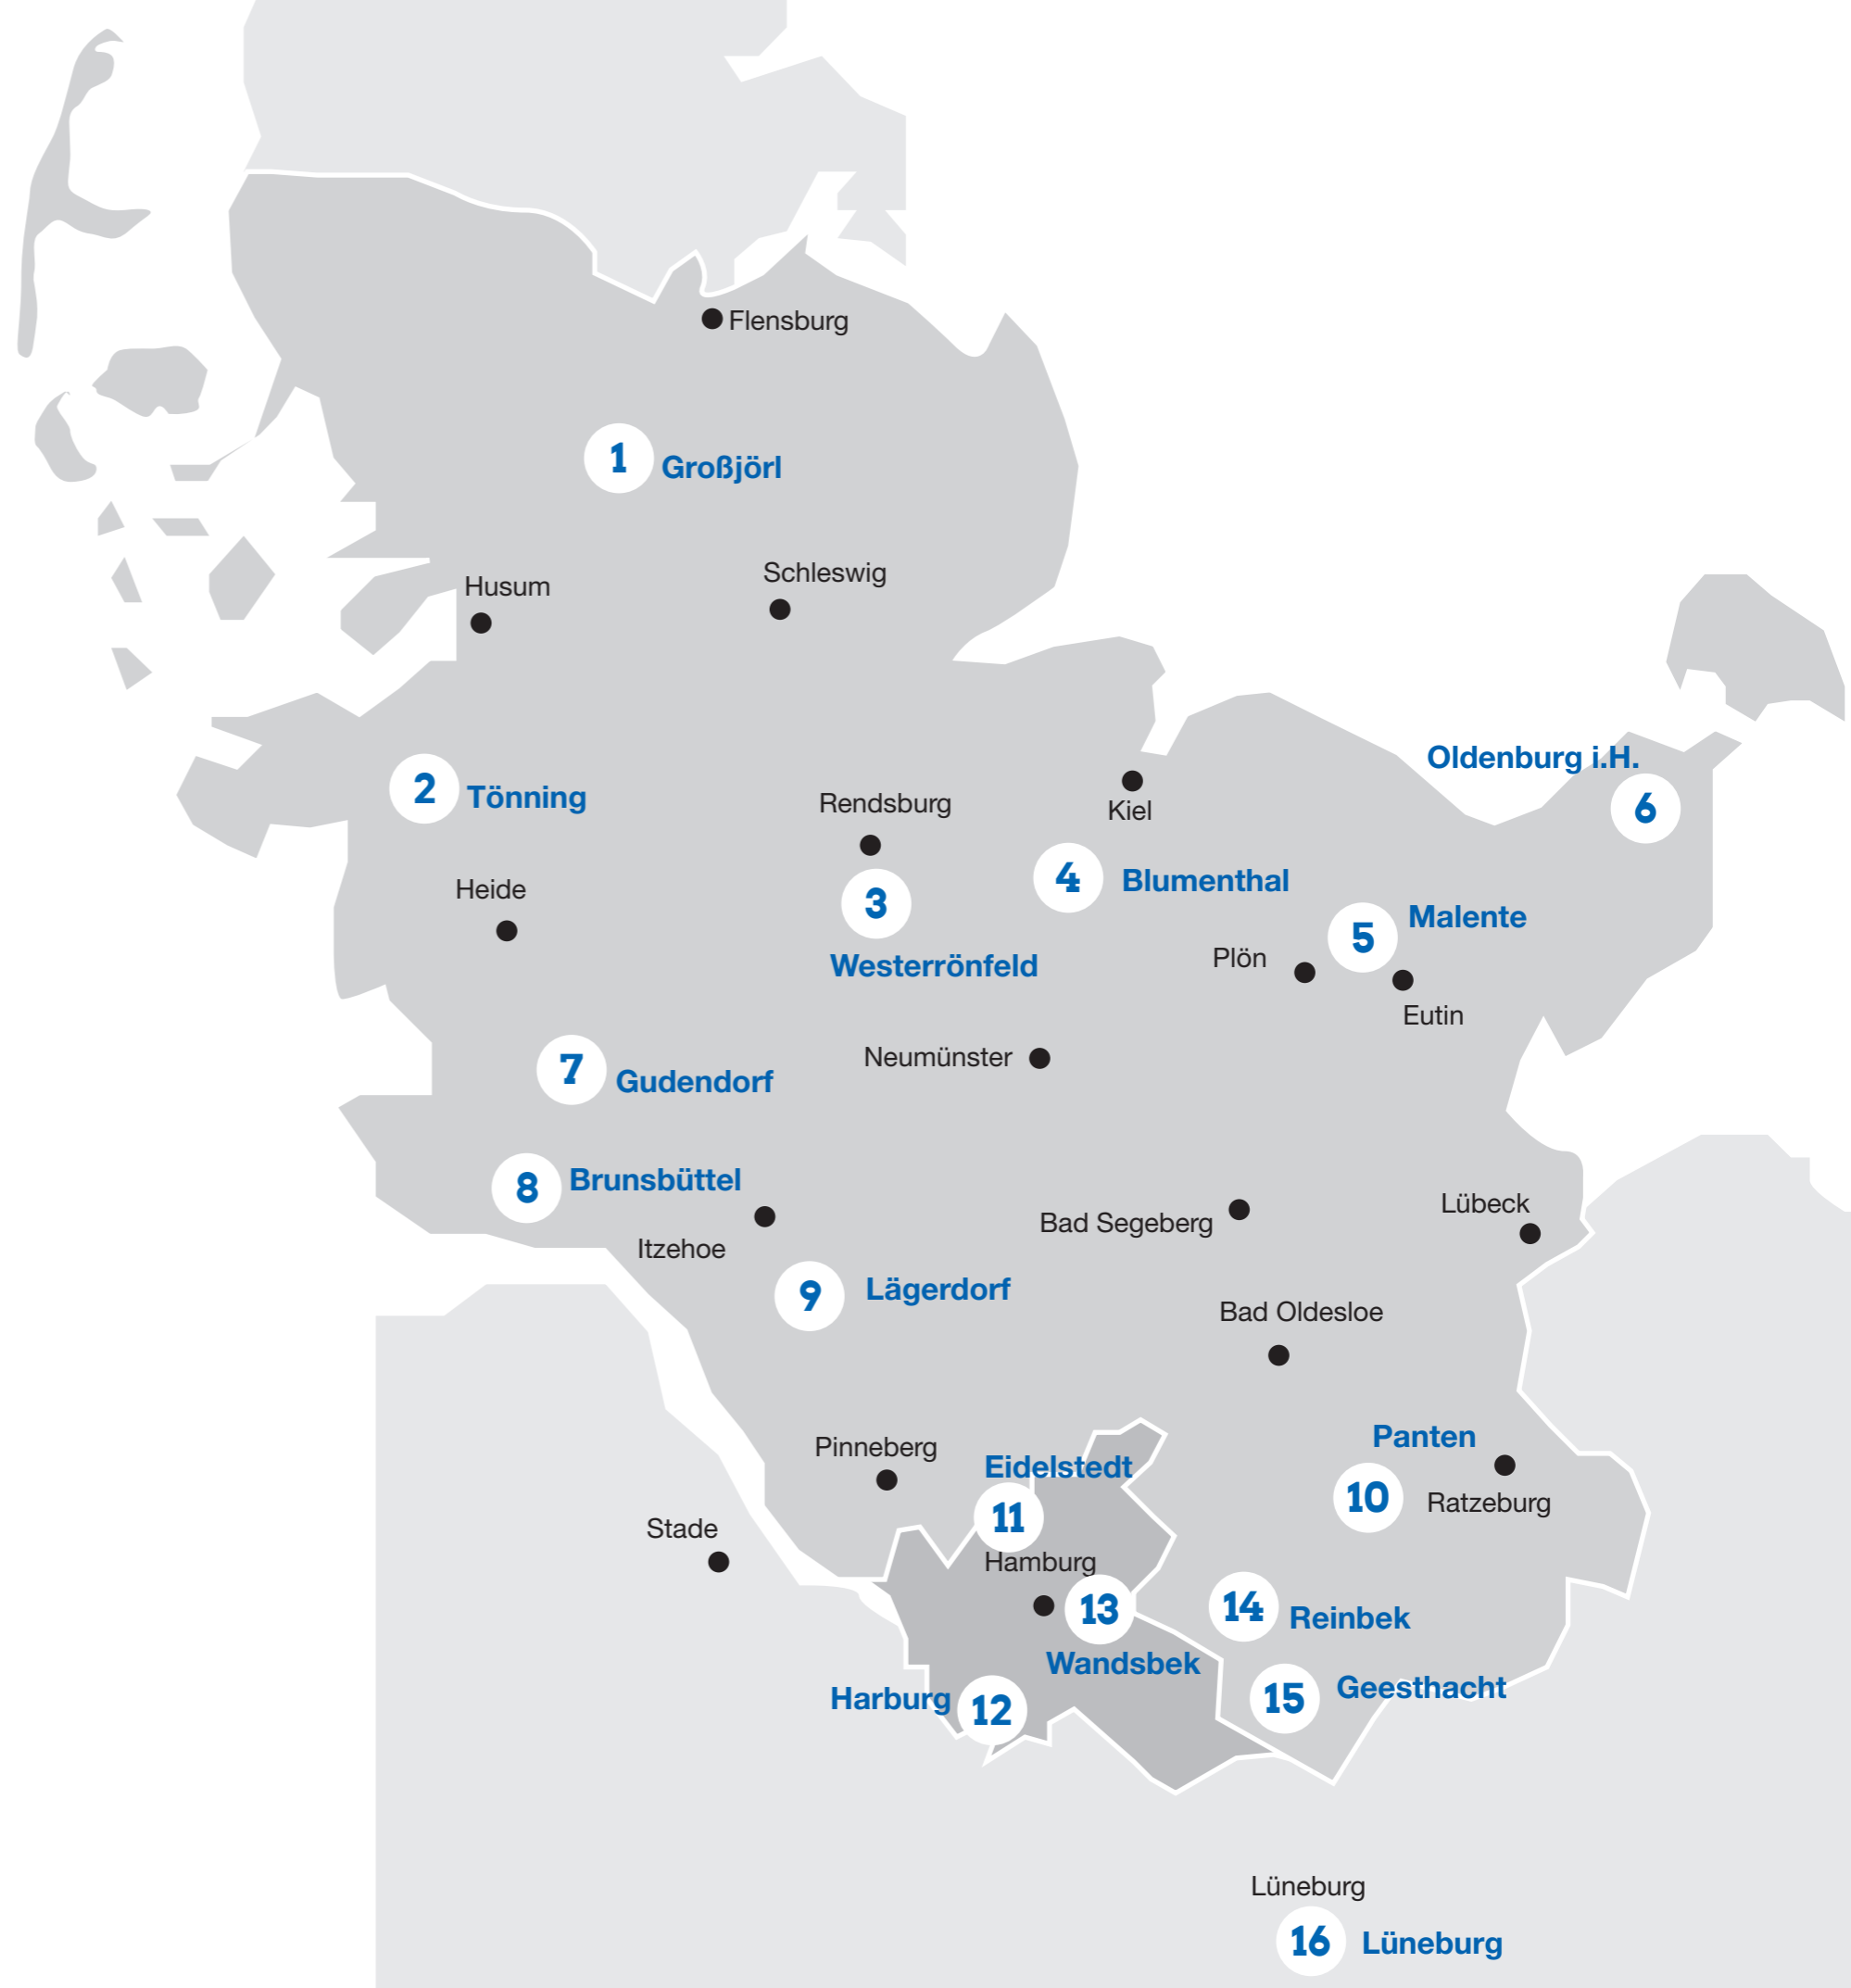 Flensburg
1 Großjörl
Schleswig
Husum
Oldenburg i.H.
6
2 Tönning
Rendsburg
Kiel
3
Westerrönfeld
4 Blumenthal
Heide
5 Malente
Plön
Eutin
Neumünster
7 Gudendorf
8 Brunsbüttel
Itzehoe
Bad Segeberg
Lübeck
9 Lägerdorf
Bad Oldesloe
Panten
10
Ratzeburg
Pinneberg
Eidelstedt
11
Stade
Hamburg
13
Wandsbek
14 Reinbek
Harburg 12
15 Geesthacht
Lüneburg
16 Lüneburg